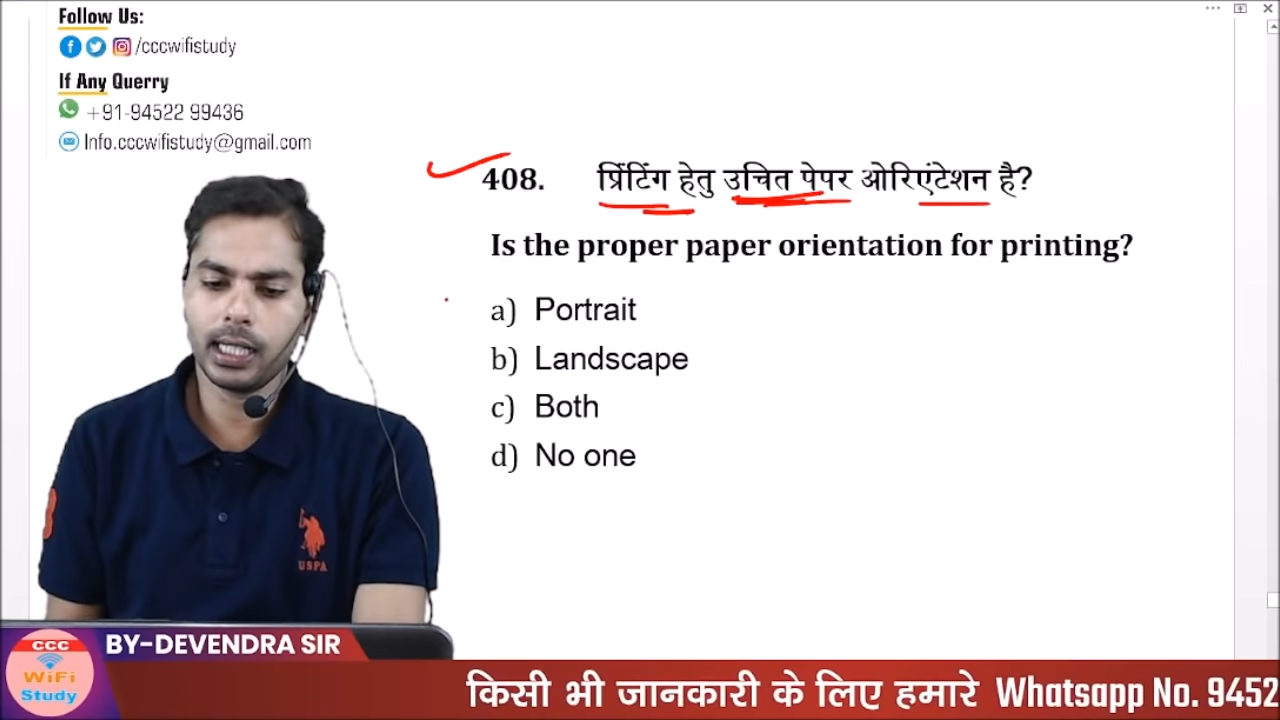 Follow Us:
/cccwifistudy
If Any Querry
+91-94522 99436
Info.cccwifistudy@gmail.com
408. प्रिंटिंग हेतु उचित पेपर ओरिएंटेशन है?
Is the proper paper orientation for printing?
a) Portrait
b) Landscape
c) Both
d) No one
USPA
CCC
WiFi
Study
BY-DEVENDRA SIR
किसी भी जानकारी के लिए हमारे Whatsapp No. 9452